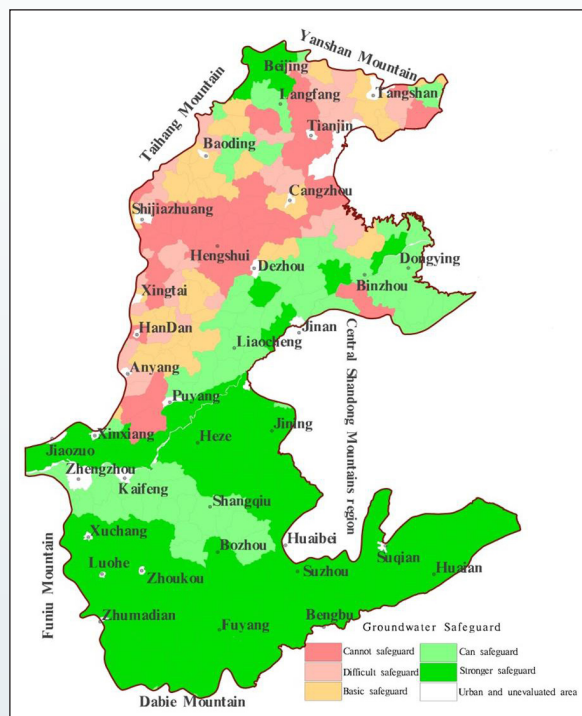 Yanshan Mountain
Beijing
Langfang
Tangshan
Taihang Mountain
Tianjin
Baoding
Cangzhou
Shijiazhuang
Hengshui
Dezhou
Dongying
Xingtai
Binzhou
HanDan
Jinan
Liaocheng
Central Shandong Mountains region
Anyang
Puyang
Xinxiang
Heze
Jining
Jiaozuo
Zhengzhou
Kaifeng
Shangqiu
Xuchang
Bozhou
Huaibei
Suqian
Luohe
Zhoukou
Suzhou
Huaian
Funiu Mountain
Zhumadian
Fuyang
Bengbu
Dabie Mountain
Groundwater Safeguard
Cannot safeguard
Can safeguard
Difficult safeguard
Stronger safeguard
Basic safeguard
Urban and unevaluated area